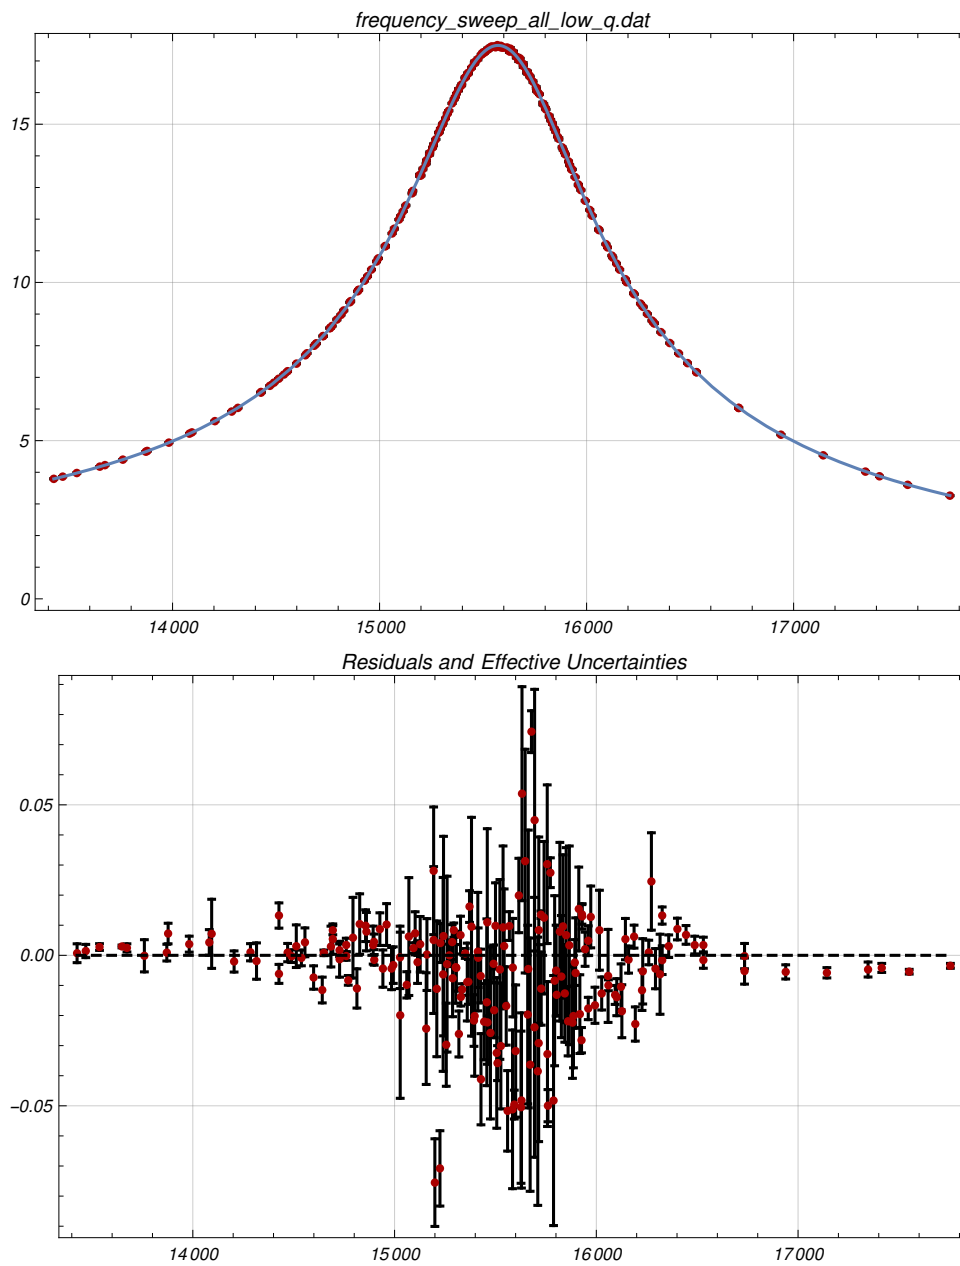 frequency_sweep_all_low_q.dat
15
10
5
0
14000 15000 16000 17000
Residuals and Effective Uncertainties
0.05
0.00
−0.05
14000 15000 16000 17000